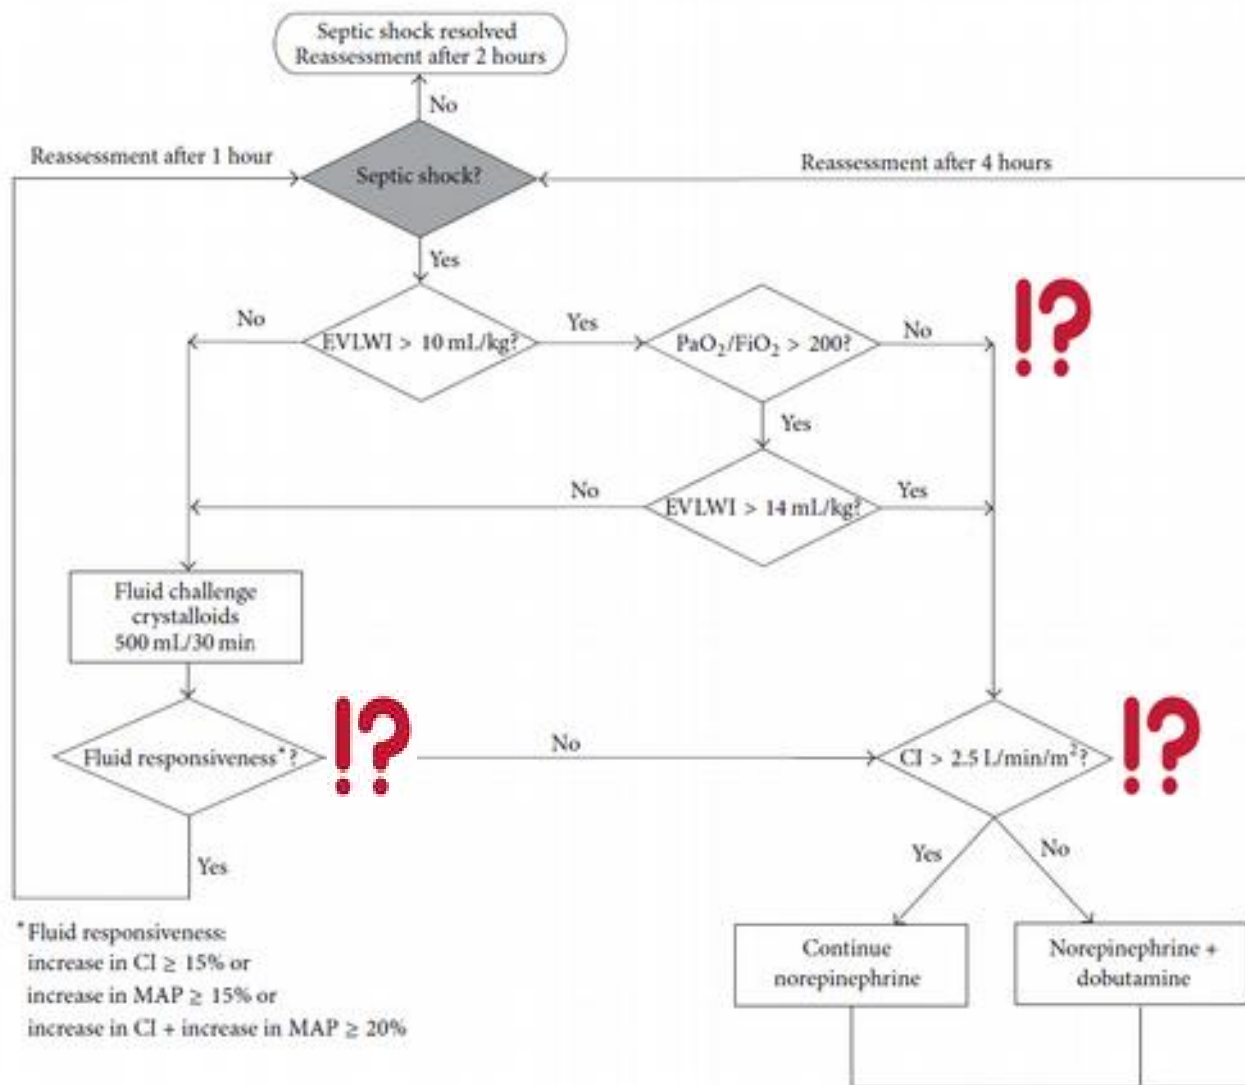 Septic shock resolved
Reassessment after 2 hours
No
Reassessment after 1 hour
Septic shock?
Reassessment after 4 hours
Yes
No
EVLWI > 10 mL/kg?
Yes
PaO₂/FiO₂ > 200?
No
!?
Yes
No
EVLWI > 14 mL/kg?
Yes
Fluid challenge
crystalloids
500 mL/30 min
Fluid responsiveness*?
!?
No
CI > 2.5 L/min/m²?
!?
Yes
Yes
No
*Fluid responsiveness:
increase in CI ≥ 15% or
increase in MAP ≥ 15% or
increase in CI + increase in MAP ≥ 20%
Continue
norepinephrine
Norepinephrine +
dobutamine